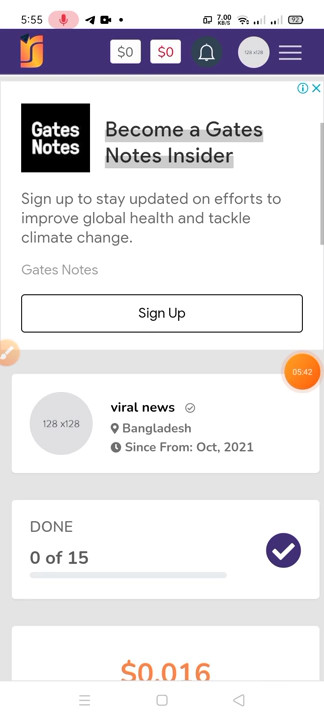 5:55
7.00
KB/S
92
$0
$0
128 x128
Gates
Notes
Become a Gates
Notes Insider
Sign up to stay updated on efforts to
improve global health and tackle
climate change.
Gates Notes
Sign Up
05:42
128 x128
viral news
Bangladesh
Since From: Oct, 2021
DONE
0 of 15
$0.016